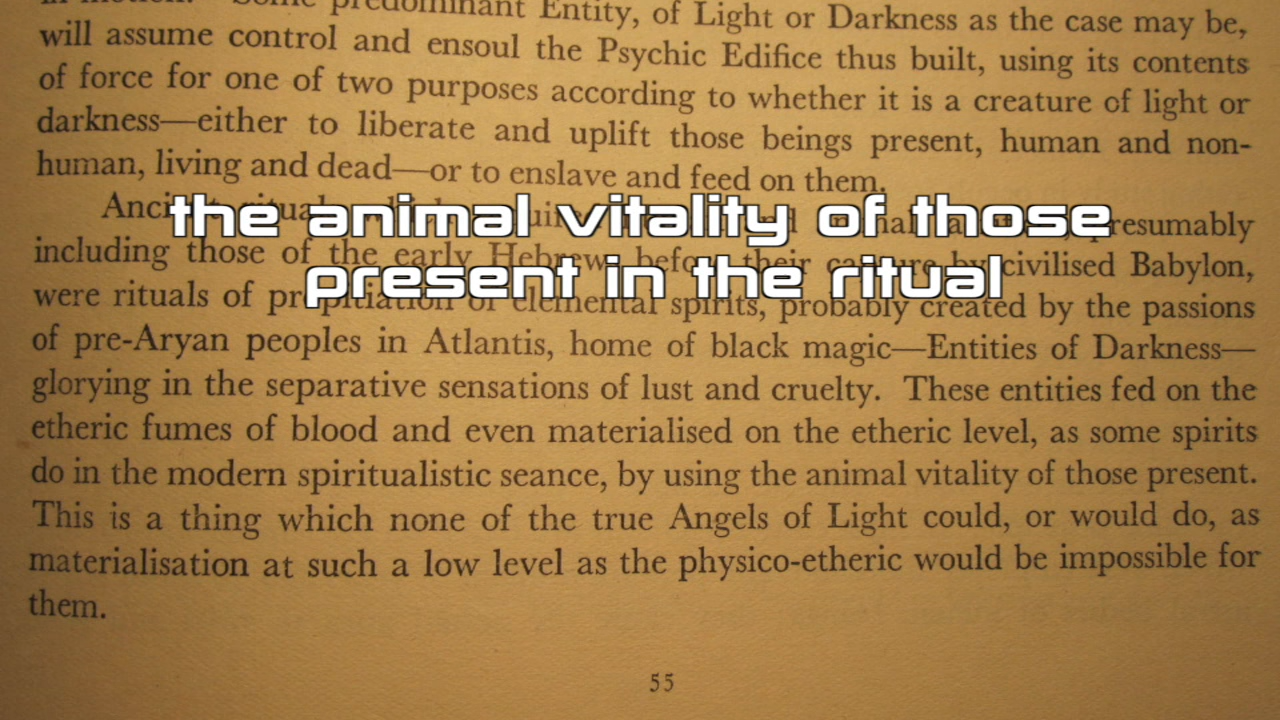 predominant Entity, of Light or Darkness as the case may be,
will assume control and ensoul the Psychic Edifice thus built, using its contents
of force for one of two purposes according to whether it is a creature of light or
darkness—either to liberate and uplift those beings present, human and non-
human, living and dead—or to enslave and feed on them.
the animal vitality of those
present in the ritual
presumably
including those of the early Hebrews before their capture by civilised Babylon,
were rituals of propitiation of elemental spirits, probably created by the passions
of pre-Aryan peoples in Atlantis, home of black magic—Entities of Darkness—
glorying in the separative sensations of lust and cruelty. These entities fed on the
etheric fumes of blood and even materialised on the etheric level, as some spirits
do in the modern spiritualistic seance, by using the animal vitality of those present.
This is a thing which none of the true Angels of Light could, or would do, as
materialisation at such a low level as the physico-etheric would be impossible for
them.
55